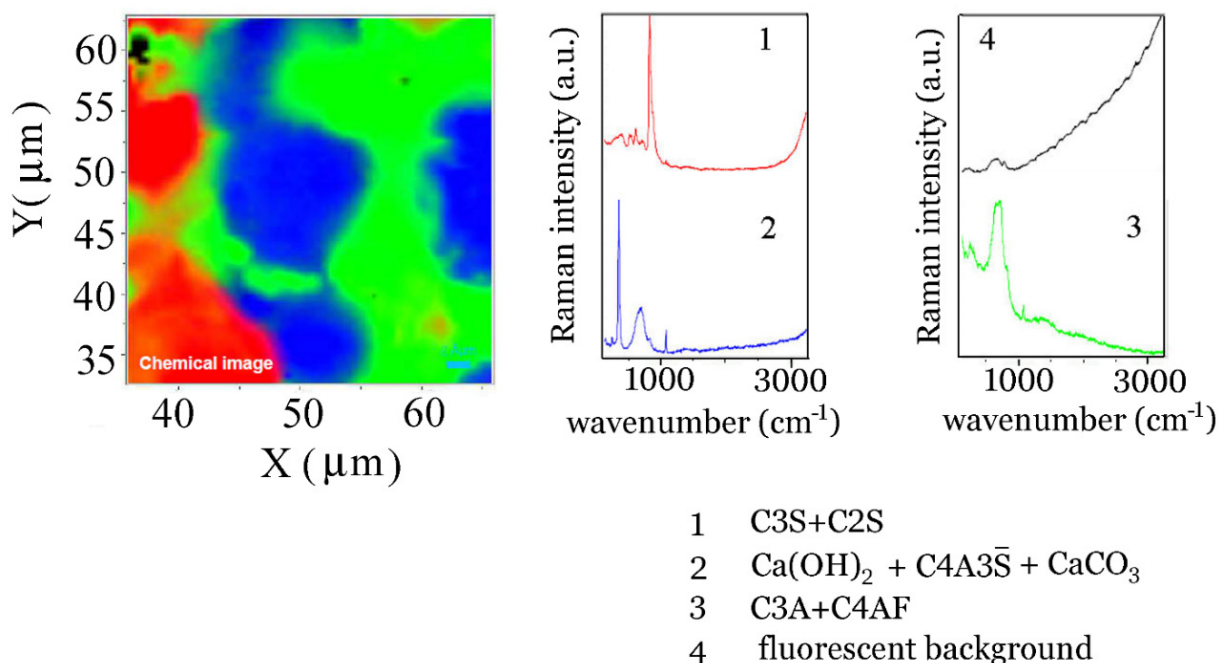 60
55
50
45
40
35
Y(μm)
Chemical image
40 50 60
X (μm)
Raman intensity (a.u.)
1
2
1000 3000
wavenumber (cm⁻¹)
Raman intensity (a.u.)
4
3
1000 3000
wavenumber (cm⁻¹)
1 C3S+C2S
2 Ca(OH)₂ + C4A3S̄ + CaCO₃
3 C3A+C4AF
4 fluorescent background